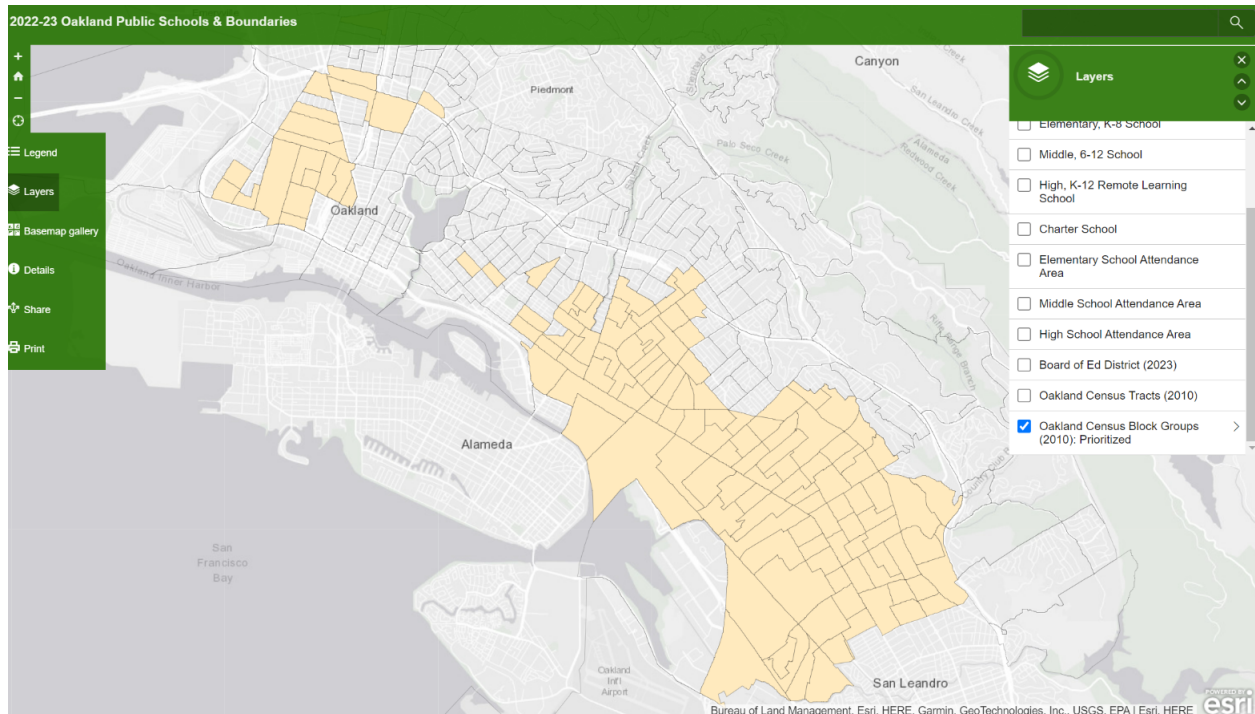 2022-23 Oakland Public Schools & Boundaries
Legend
Layers
Basemap gallery
Details
Share
Print
Layers
Elementary, K-8 School
Middle, 6-12 School
High, K-12 Remote Learning
School
Charter School
Elementary School Attendance
Area
Middle School Attendance Area
High School Attendance Area
Board of Ed District (2023)
Oakland Census Tracts (2010)
Oakland Census Block Groups
(2010): Prioritized
Canyon
San Leandro Creek
Piedmont
Palo Seco Creek
Alameda
Redwood Creek
Oakland
Oakland Inner Harbor
Alameda
San
Francisco
Bay
Oakland
Int'l
Airport
San Leandro
Bureau of Land Management, Esri, HERE, Garmin, GeoTechnologies, Inc., USGS, EPA | Esri, HERE
POWERED BY
esri